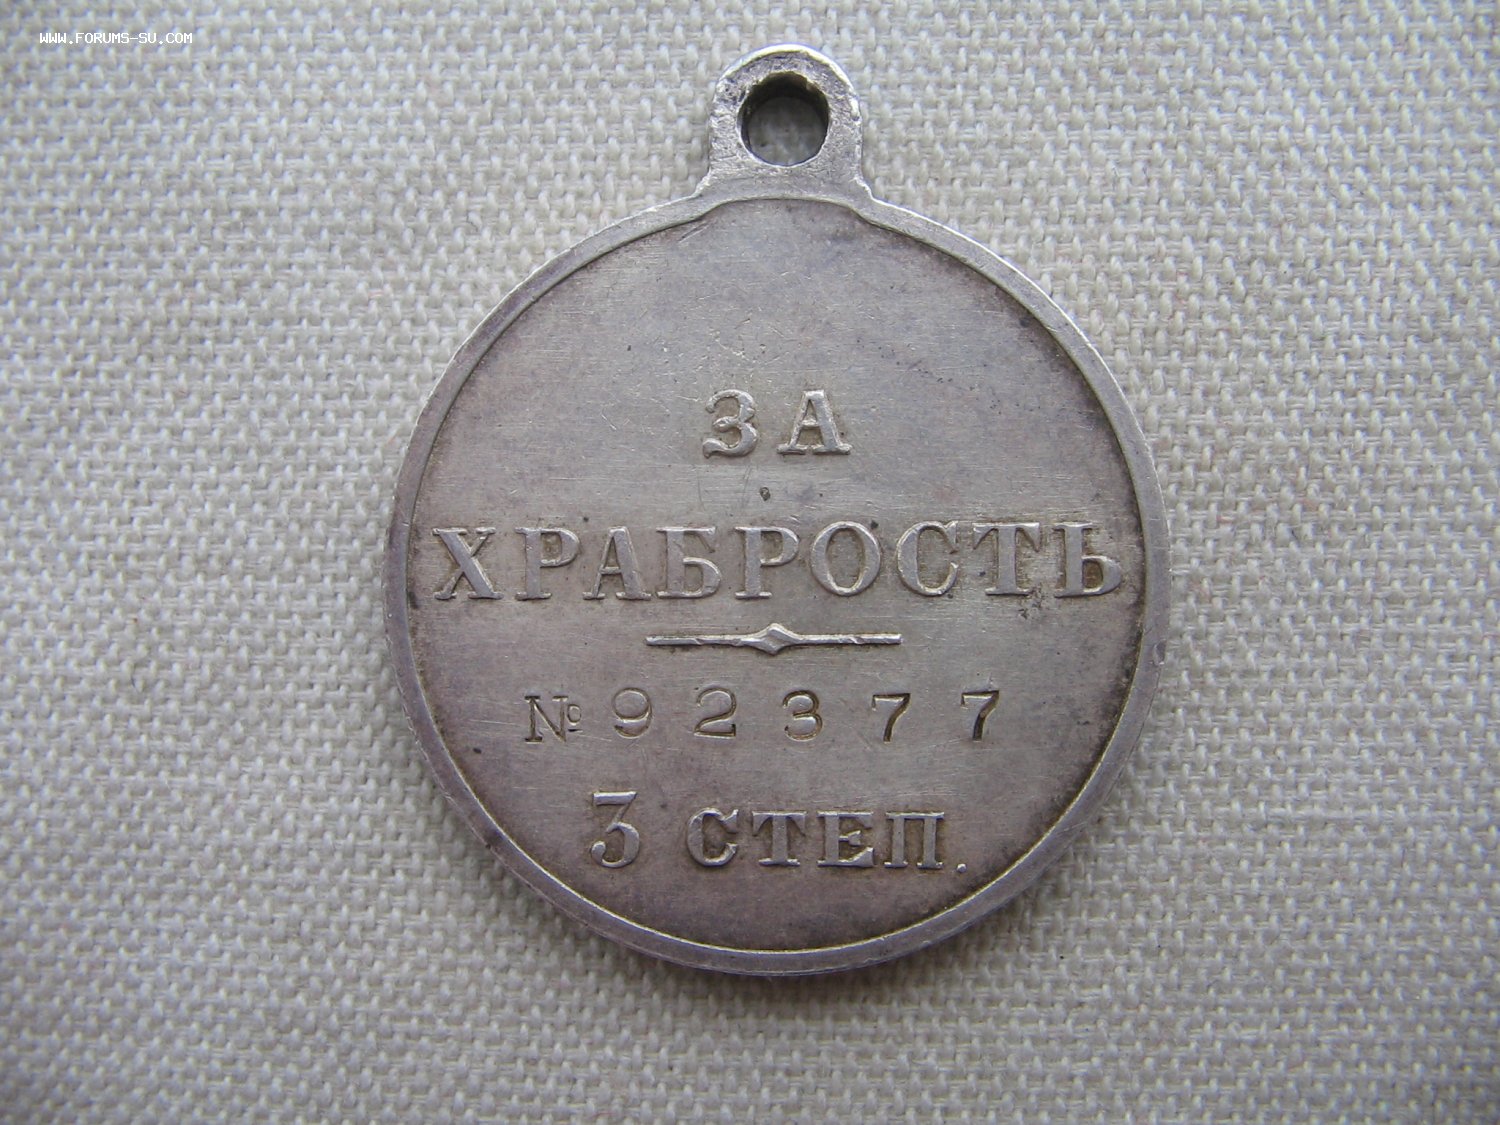 WWW.FORUMS-SU.COM
ЗА
ХРАБРОСТЬ
№ 92377
3 СТЕП.